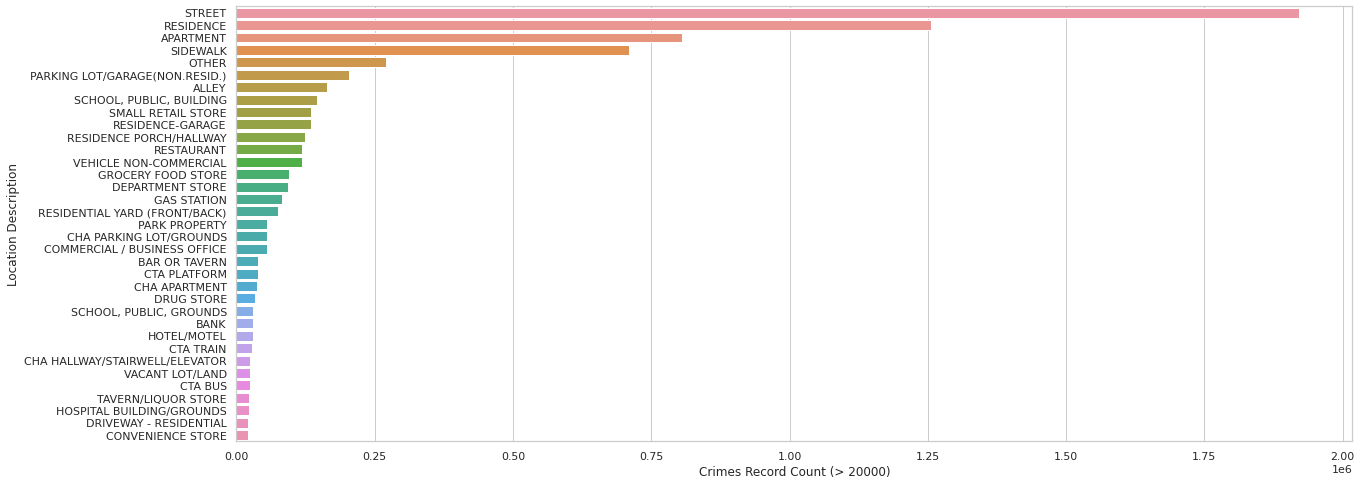 STREET
RESIDENCE
APARTMENT
SIDEWALK
OTHER
PARKING LOT/GARAGE(NON.RESID.)
ALLEY
SCHOOL, PUBLIC, BUILDING
SMALL RETAIL STORE
RESIDENCE-GARAGE
RESIDENCE PORCH/HALLWAY
RESTAURANT
VEHICLE NON-COMMERCIAL
GROCERY FOOD STORE
DEPARTMENT STORE
GAS STATION
RESIDENTIAL YARD (FRONT/BACK)
PARK PROPERTY
CHA PARKING LOT/GROUNDS
COMMERCIAL / BUSINESS OFFICE
BAR OR TAVERN
CTA PLATFORM
CHA APARTMENT
DRUG STORE
SCHOOL, PUBLIC, GROUNDS
BANK
HOTEL/MOTEL
CTA TRAIN
CHA HALLWAY/STAIRWELL/ELEVATOR
VACANT LOT/LAND
CTA BUS
TAVERN/LIQUOR STORE
HOSPITAL BUILDING/GROUNDS
DRIVEWAY - RESIDENTIAL
CONVENIENCE STORE
Location Description
0.00 0.25 0.50 0.75 1.00 1.25 1.50 1.75 2.00
1e6
Crimes Record Count (> 20000)